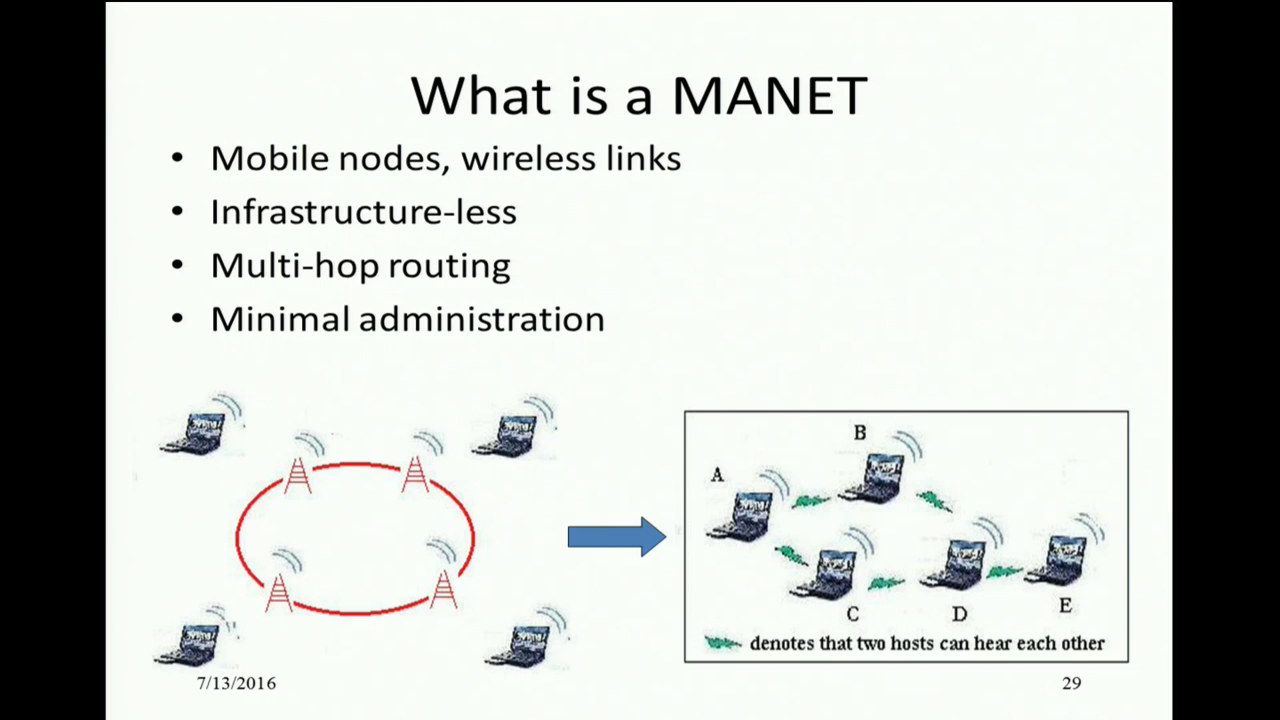 What is a MANET
• Mobile nodes, wireless links
• Infrastructure-less
• Multi-hop routing
• Minimal administration
B
A
C
D
E
denotes that two hosts can hear each other
7/13/2016
29